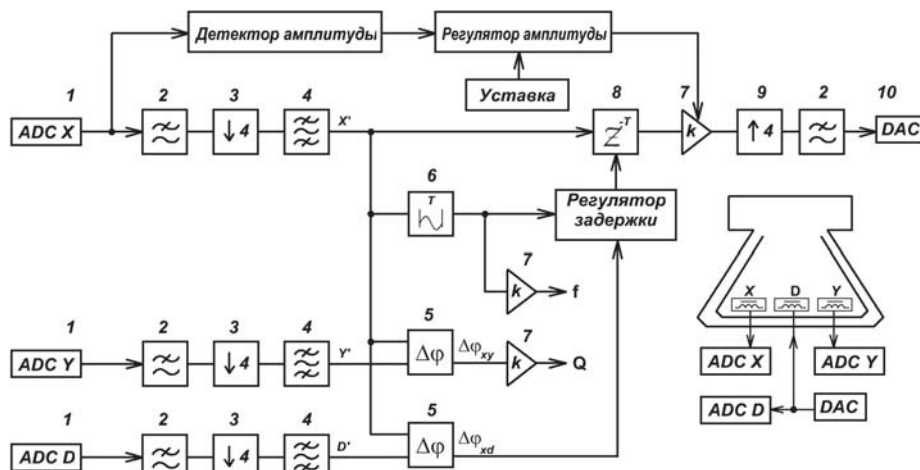 Детектор амплитуды
Регулятор амплитуды
Уставка
1
2
3
4
8
7
9
2
10
ADC X
↓4
X'
Z^-T
k
↑4
DAC
6
T
Регулятор
задержки
7
k
f
1
2
3
4
5
7
ADC Y
↓4
Y'
Δφ
Δφxy
k
Q
1
2
3
4
5
ADC D
↓4
D'
Δφ
Δφxd
X
D
Y
ADC X
ADC Y
ADC D
DAC